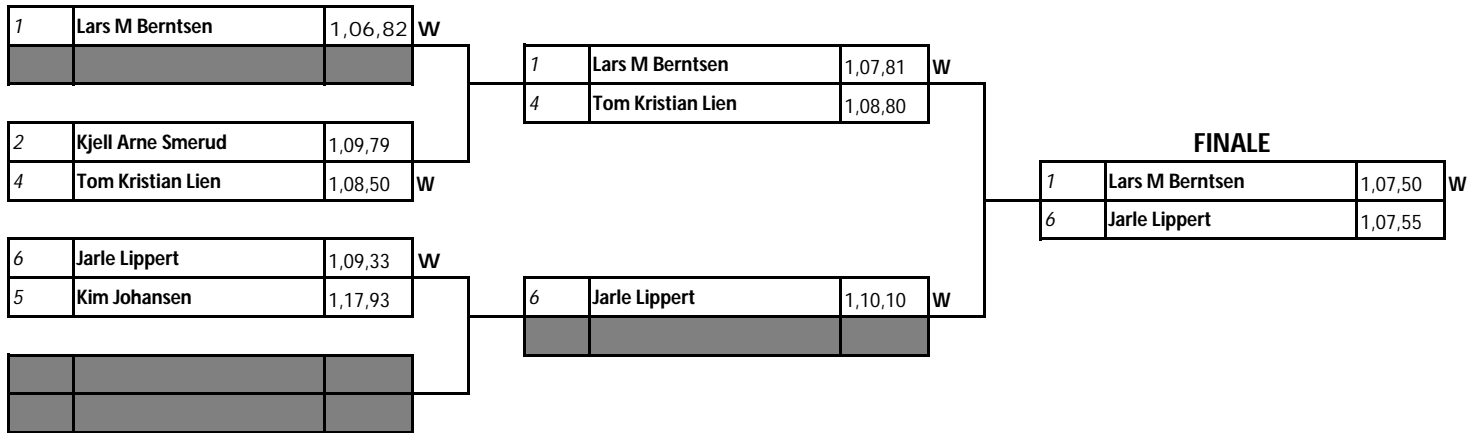 1 Lars M Berntsen 1,06,82 W
2 Kjell Arne Smerud 1,09,79
4 Tom Kristian Lien 1,08,50 W
6 Jarle Lippert 1,09,33 W
5 Kim Johansen 1,17,93
1 Lars M Berntsen 1,07,81 W
4 Tom Kristian Lien 1,08,80
6 Jarle Lippert 1,10,10 W
FINALE
1 Lars M Berntsen 1,07,50 W
6 Jarle Lippert 1,07,55